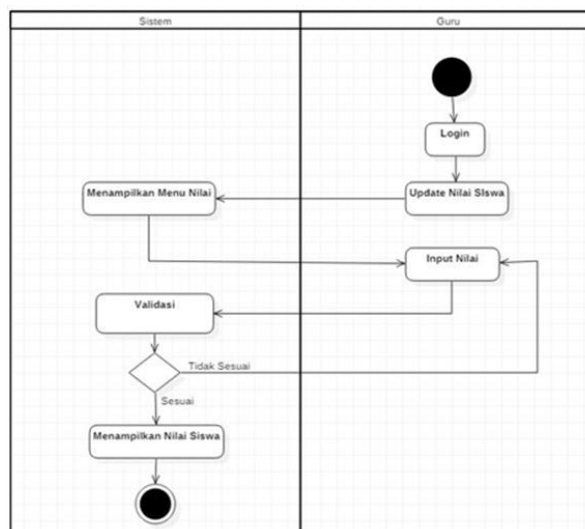 Sistem
Guru
Login
Menampilkan Menu Nilai
Update Nilai SIswa
Input Nilai
Validasi
Tidak Sesuai
Sesuai
Menampilkan Nilai Siswa